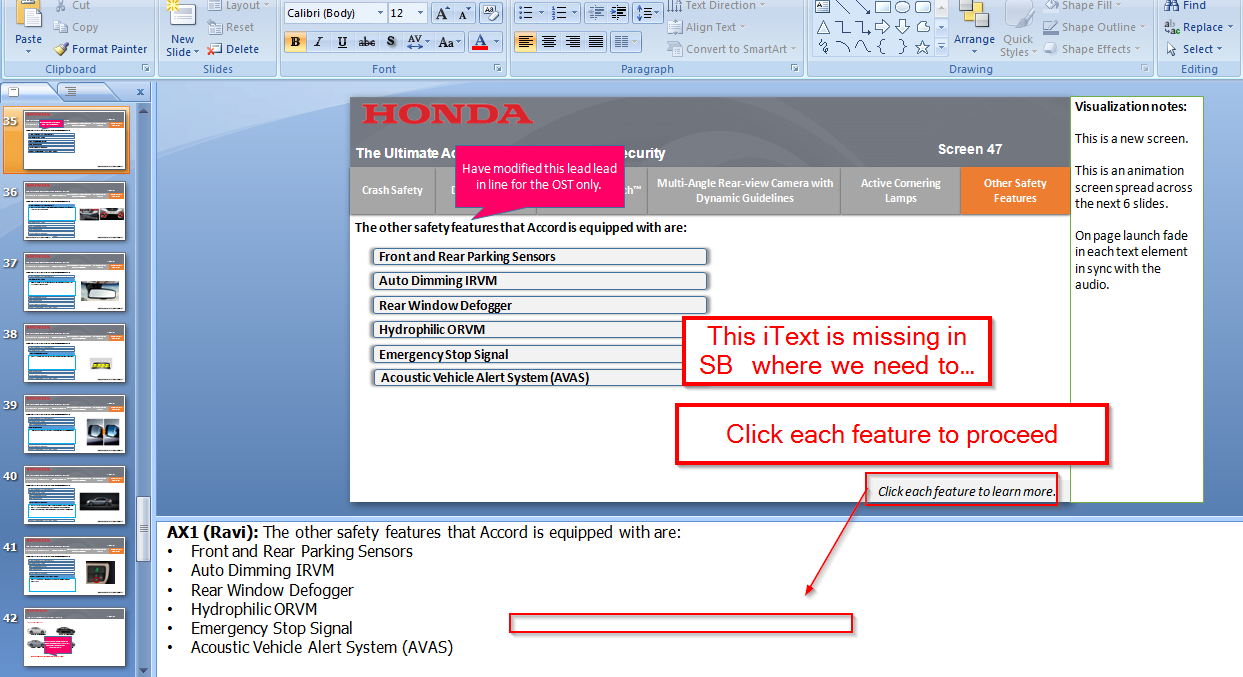 Cut
Copy
Paste
Format Painter
Clipboard
New
Slide
Layout
Reset
Delete
Slides
Calibri (Body)
12
B I U abc S AV Aa A
Font
Paragraph
Text Direction
Align Text
Convert to SmartArt
Drawing
Arrange
Quick
Styles
Shape Fill
Shape Outline
Shape Effects
Find
Replace
Select
Editing
35
36
37
38
39
40
41
42
HONDA
The Ultimate Ac
ecurity
Screen 47
Have modified this lead lead
in line for the OST only.
Crash Safety
D
ch™
Multi-Angle Rear-view Camera with
Dynamic Guidelines
Active Cornering
Lamps
Other Safety
Features
The other safety features that Accord is equipped with are:
Front and Rear Parking Sensors
Auto Dimming IRVM
Rear Window Defogger
Hydrophilic ORVM
Emergency Stop Signal
Acoustic Vehicle Alert System (AVAS)
This iText is missing in
SB where we need to...
Click each feature to proceed
Click each feature to learn more.
Visualization notes:
This is a new screen.
This is an animation
screen spread across
the next 6 slides.
On page launch fade
in each text element
in sync with the
audio.
AX1 (Ravi): The other safety features that Accord is equipped with are:
• Front and Rear Parking Sensors
• Auto Dimming IRVM
• Rear Window Defogger
• Hydrophilic ORVM
• Emergency Stop Signal
• Acoustic Vehicle Alert System (AVAS)